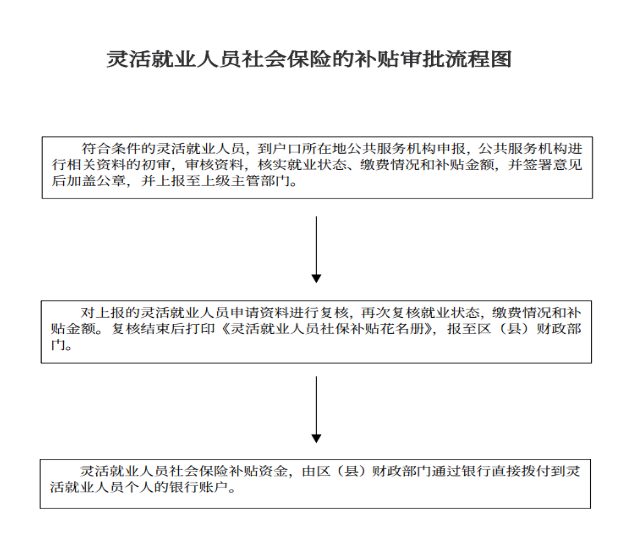 灵活就业人员社会保险的补贴审批流程图
符合条件的灵活就业人员，到户口所在地公共服务机构申报，公共服务机构进
行相关资料的初审，审核资料，核实就业状态、缴费情况和补贴金额，并签署意见
后加盖公章，并上报至上级主管部门。
对上报的灵活就业人员申请资料进行复核，再次复核就业状态，缴费情况和补
贴金额。复核结束后打印《灵活就业人员社保补贴花名册》，报至区（县）财政部
门。
灵活就业人员社会保险补贴资金，由区（县）财政部门通过银行直接拨付到灵
活就业人员个人的银行账户。